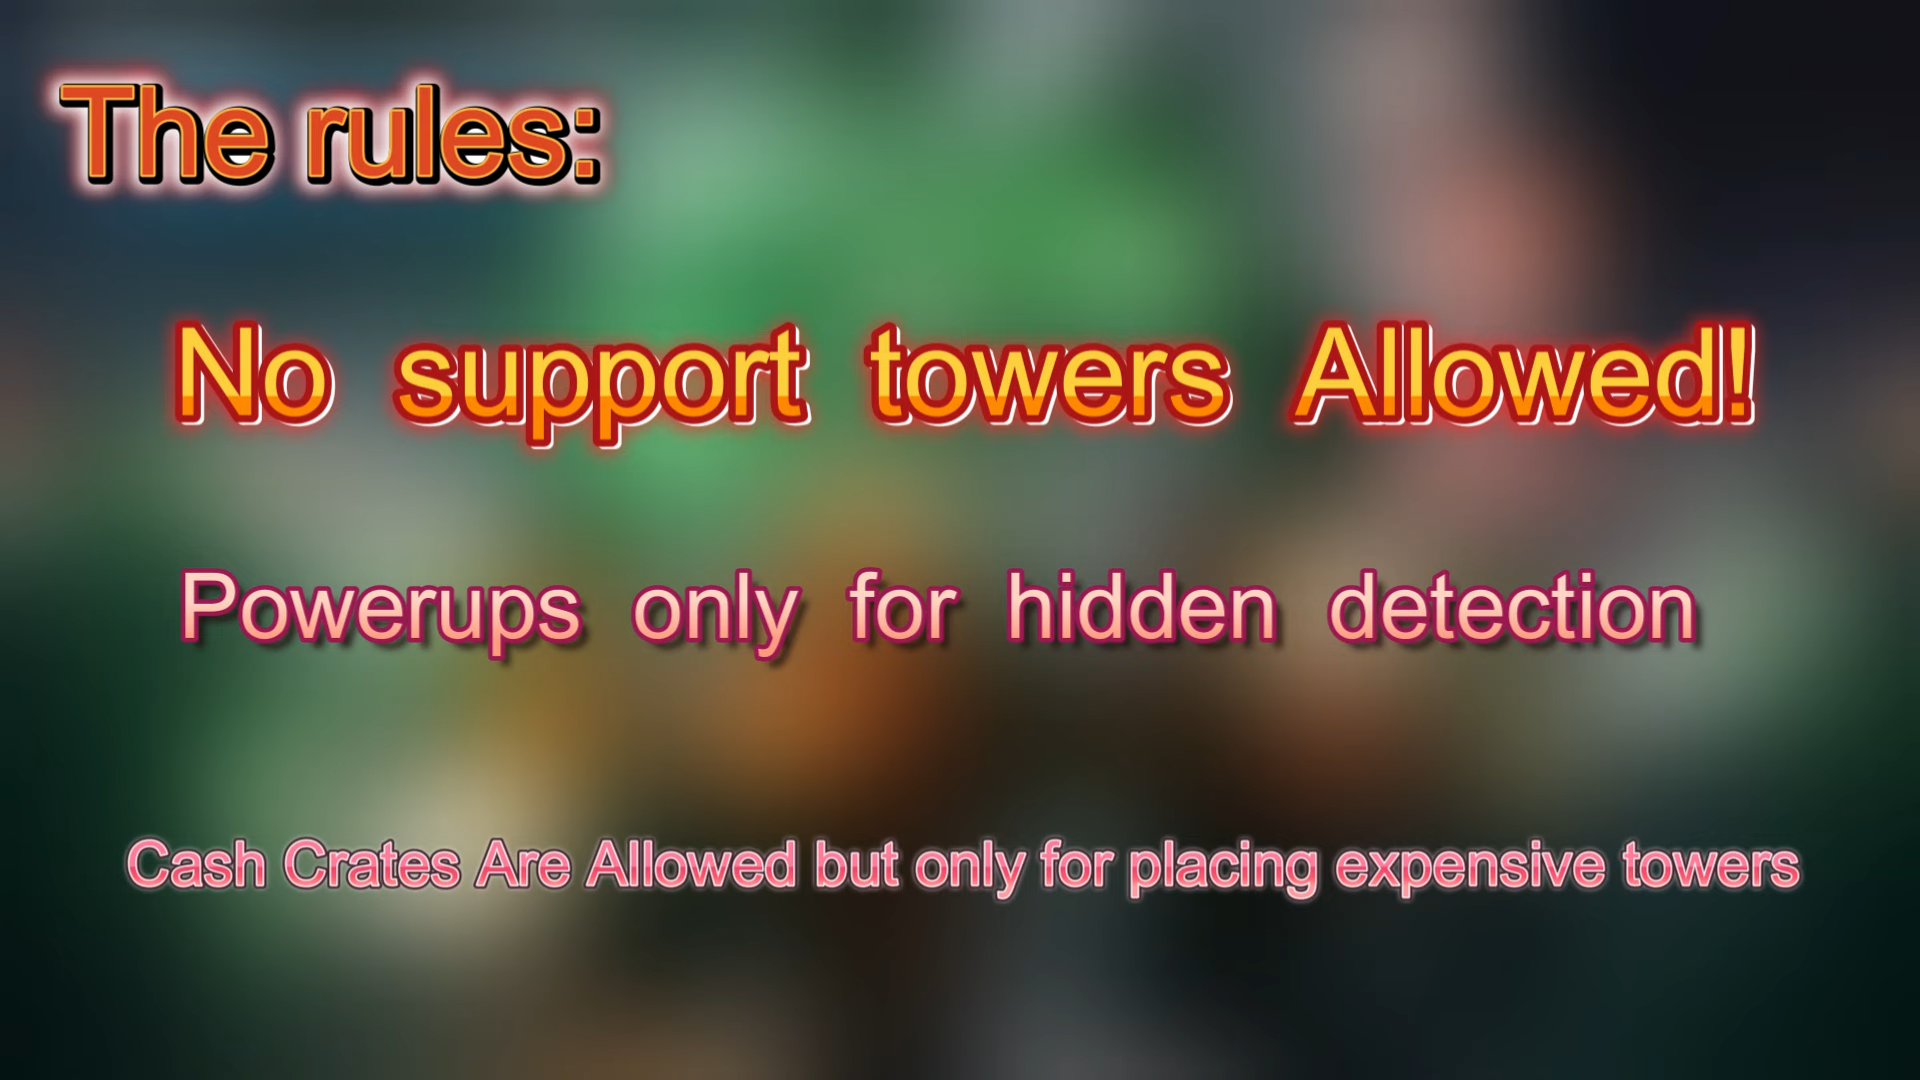 The rules:
No support towers Allowed!
Powerups only for hidden detection
Cash Crates Are Allowed but only for placing expensive towers